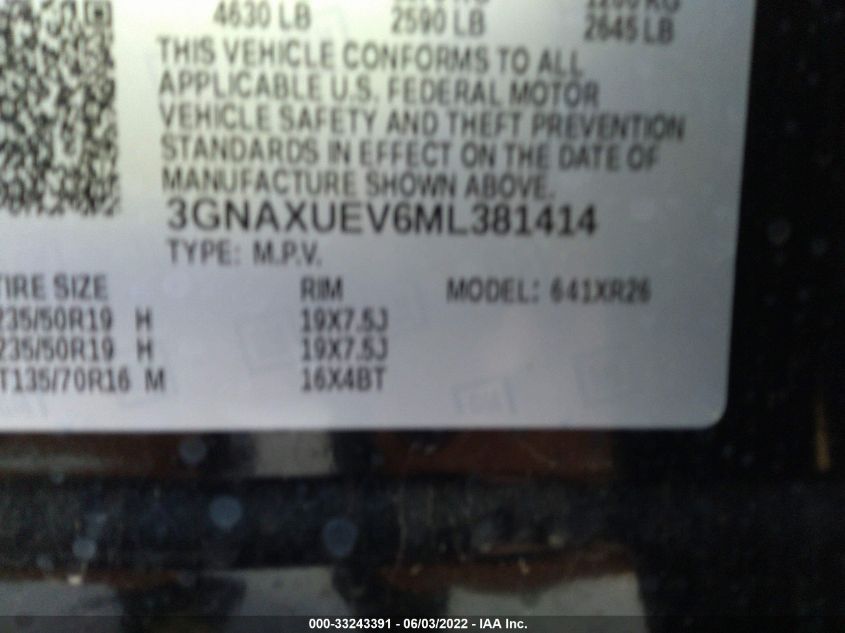 4630 LB 2590 LB 2645 LB
THIS VEHICLE CONFORMS TO ALL
APPLICABLE U.S. FEDERAL MOTOR
VEHICLE SAFETY AND THEFT PREVENTION
STANDARDS IN EFFECT ON THE DATE OF
MANUFACTURE SHOWN ABOVE.
3GNAXUEV6ML381414
TYPE: M.P.V.
TIRE SIZE RIM MODEL: 641XR26
235/50R19 H 19X7.5J
235/50R19 H 19X7.5J
T135/70R16 M 16X4BT
000-33243391 - 06/03/2022 - IAA Inc.